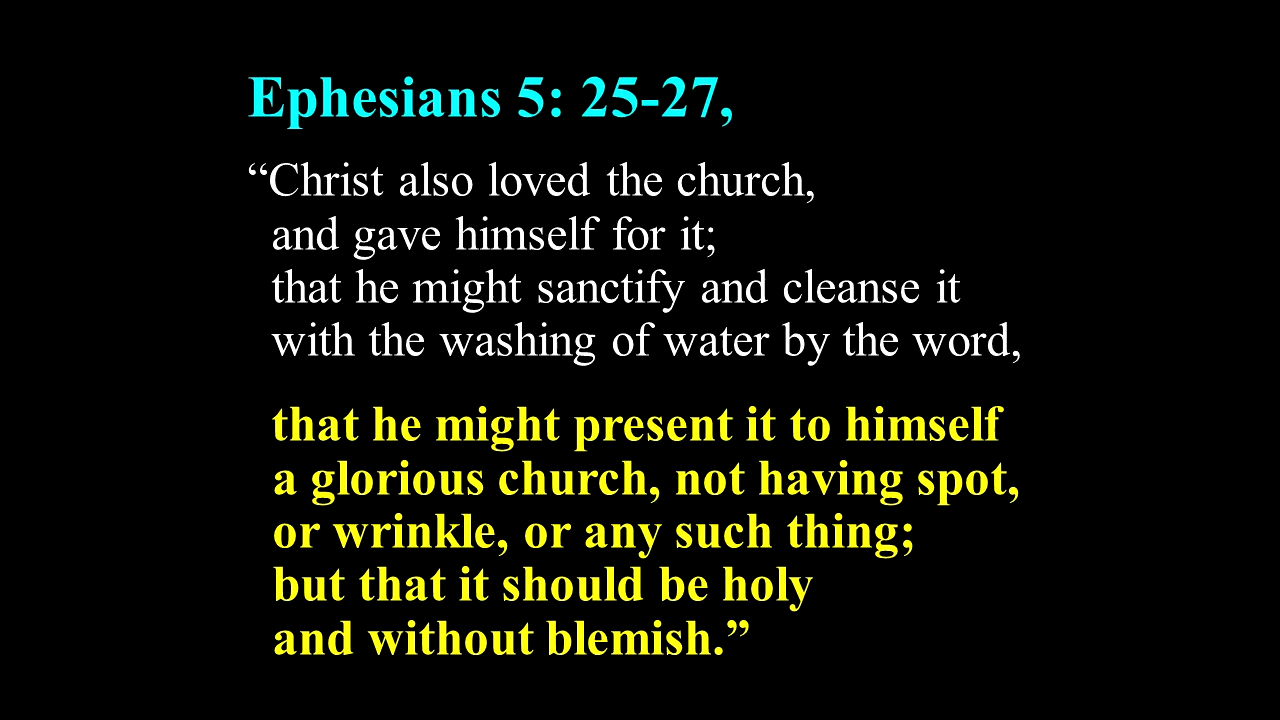 Ephesians 5: 25-27,
“Christ also loved the church,
and gave himself for it;
that he might sanctify and cleanse it
with the washing of water by the word,
that he might present it to himself
a glorious church, not having spot,
or wrinkle, or any such thing;
but that it should be holy
and without blemish.”